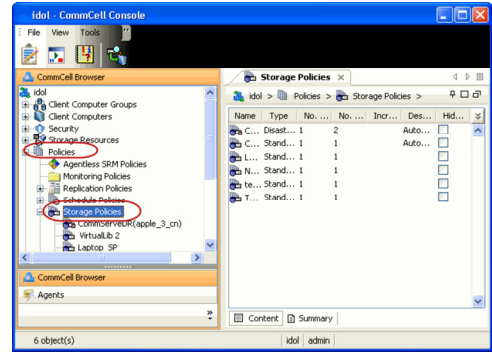 idol - CommCell Console
File View Tools
CommCell Browser
idol
Client Computer Groups
Client Computers
Security
Storage Resources
Policies
Agentless SRM Policies
Monitoring Policies
Replication Policies
Schedule Policies
Storage Policies
CommServeDR(apple_3_cn)
VirtualLib 2
Laptop SP
CommCell Browser
Agents
Storage Policies
idol > Policies > Storage Policies >
Name Type No. ... No. ... Incr... Des... Hid...
C... Disast... 1 2 Auto...
C... Stand... 1 1 Auto...
L... Stand... 1 1
N... Stand... 1 1
te... Stand... 1 1
T... Stand... 1 1
Content Summary
6 object(s) idol admin